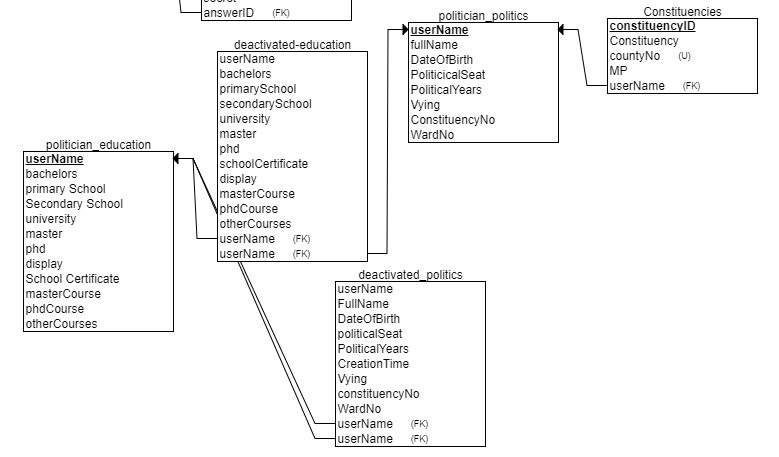 answerID (FK)
politician_politics
userName
fullName
DateOfBirth
PoliticicalSeat
PoliticalYears
Vying
ConstituencyNo
WardNo
Constituencies
constituencyID
Constituency
countyNo (U)
MP
userName (FK)
deactivated-education
userName
bachelors
primarySchool
secondarySchool
university
master
phd
schoolCertificate
display
masterCourse
phdCourse
otherCourses
userName (FK)
userName (FK)
politician_education
userName
bachelors
primary School
Secondary School
university
master
phd
display
School Certificate
masterCourse
phdCourse
otherCourses
deactivated_politics
userName
FullName
DateOfBirth
politicalSeat
PoliticalYears
CreationTime
Vying
constituencyNo
WardNo
userName (FK)
userName (FK)